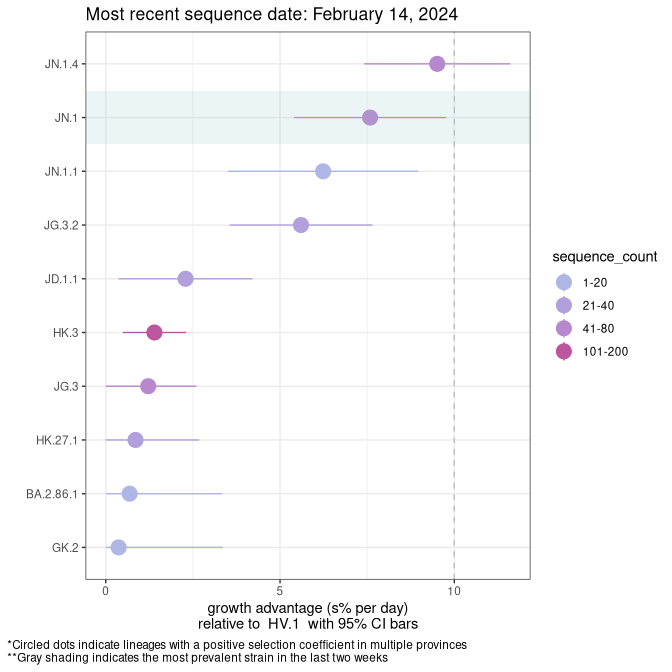 Most recent sequence date: February 14, 2024
JN.1.4
JN.1
JN.1.1
JG.3.2
JD.1.1
HK.3
JG.3
HK.27.1
BA.2.86.1
GK.2
0 5 10
growth advantage (s% per day)
relative to HV.1 with 95% CI bars
sequence_count
1-20
21-40
41-80
101-200
*Circled dots indicate lineages with a positive selection coefficient in multiple provinces
**Gray shading indicates the most prevalent strain in the last two weeks